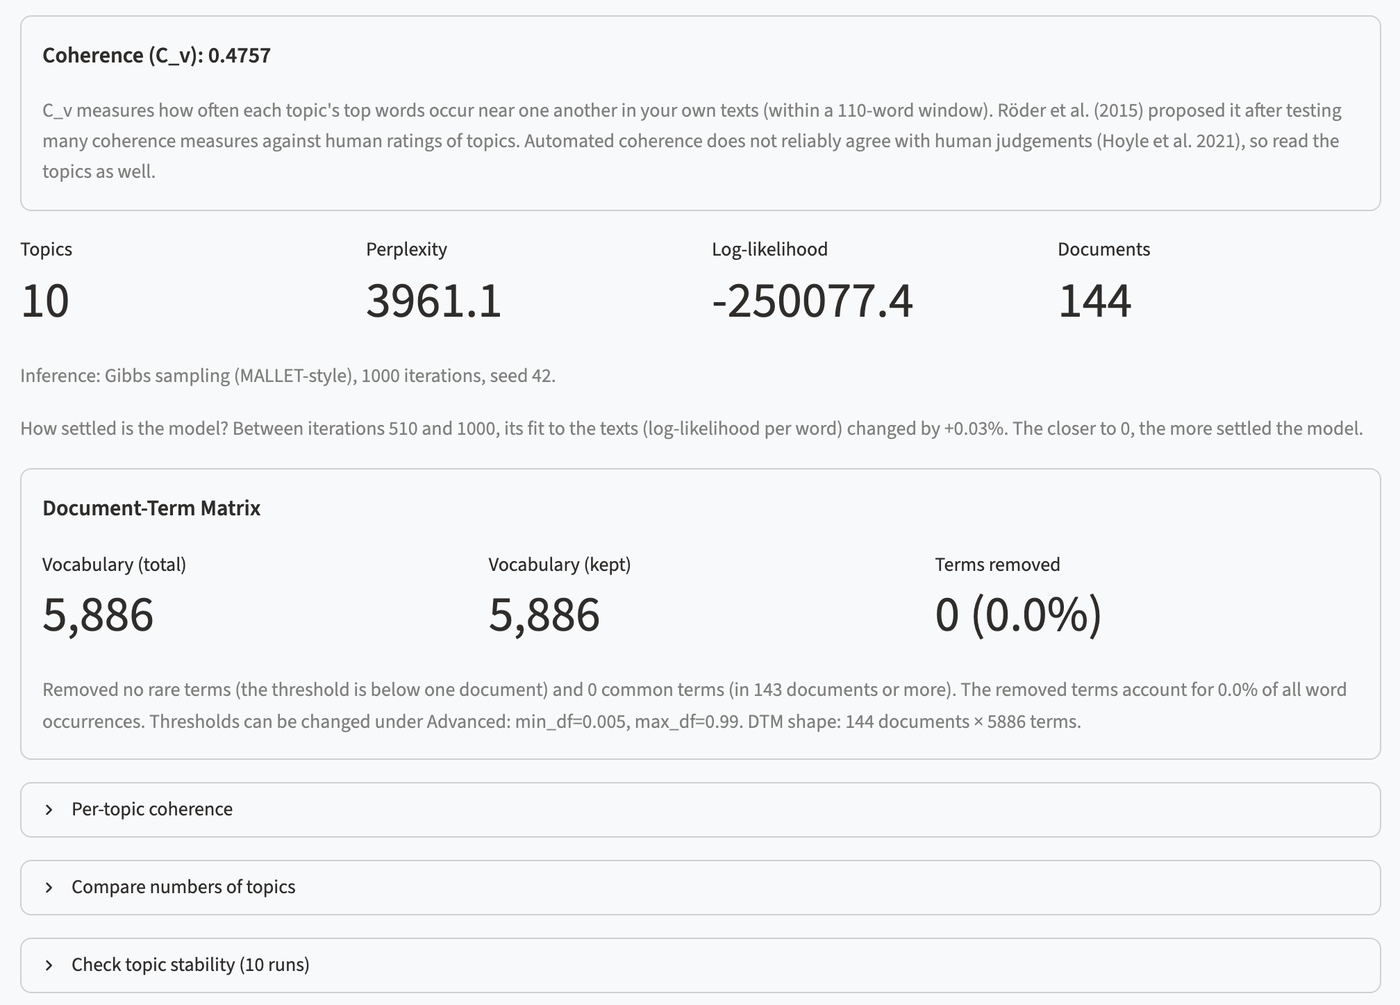 Coherence (C_v): 0.4757
C_v measures how often each topic's top words occur near one another in your own texts (within a 110-word window). Röder et al. (2015) proposed it after testing
many coherence measures against human ratings of topics. Automated coherence does not reliably agree with human judgements (Hoyle et al. 2021), so read the
topics as well.
Topics
10
Perplexity
3961.1
Log-likelihood
-250077.4
Documents
144
Inference: Gibbs sampling (MALLET-style), 1000 iterations, seed 42.
How settled is the model? Between iterations 510 and 1000, its fit to the texts (log-likelihood per word) changed by +0.03%. The closer to 0, the more settled the model.
Document-Term Matrix
Vocabulary (total)
5,886
Vocabulary (kept)
5,886
Terms removed
0 (0.0%)
Removed no rare terms (the threshold is below one document) and 0 common terms (in 143 documents or more). The removed terms account for 0.0% of all word
occurrences. Thresholds can be changed under Advanced: min_df=0.005, max_df=0.99. DTM shape: 144 documents × 5886 terms.
Per-topic coherence
Compare numbers of topics
Check topic stability (10 runs)